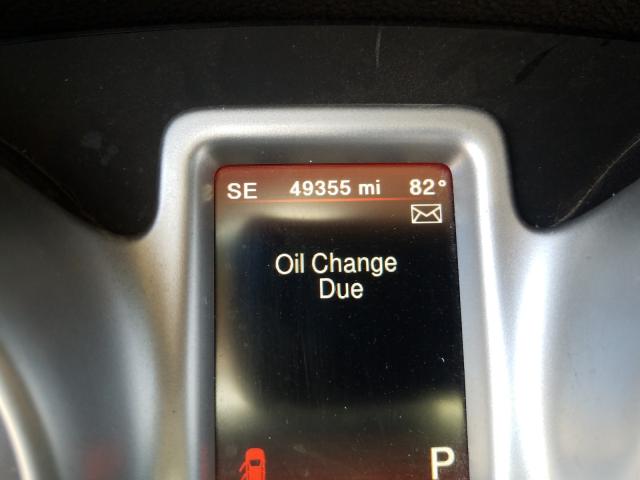 SE 49355 mi 82°
Oil Change
Due
P